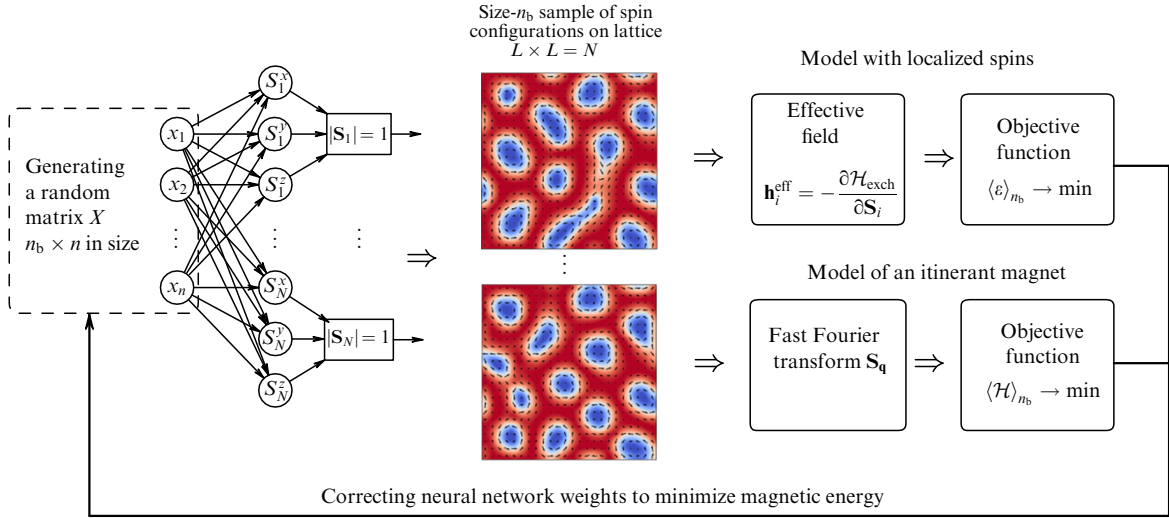 Size-n_b sample of spin
configurations on lattice
L × L = N
Model with localized spins
Generating
a random
matrix X
n_b × n in size
x_1
x_2
⋮
x_n
S_1^x
S_1^y
S_1^z
⋮
S_N^x
S_N^y
S_N^z
|S_1| = 1
⋮
|S_N| = 1
⇒
⋮
⇒
Effective
field
h_i^eff = − ∂ℋ_exch / ∂S_i
⇒
Objective
function
⟨ε⟩_{n_b} → min
Model of an itinerant magnet
⇒
Fast Fourier
transform S_q
⇒
Objective
function
⟨ℋ⟩_{n_b} → min
Correcting neural network weights to minimize magnetic energy